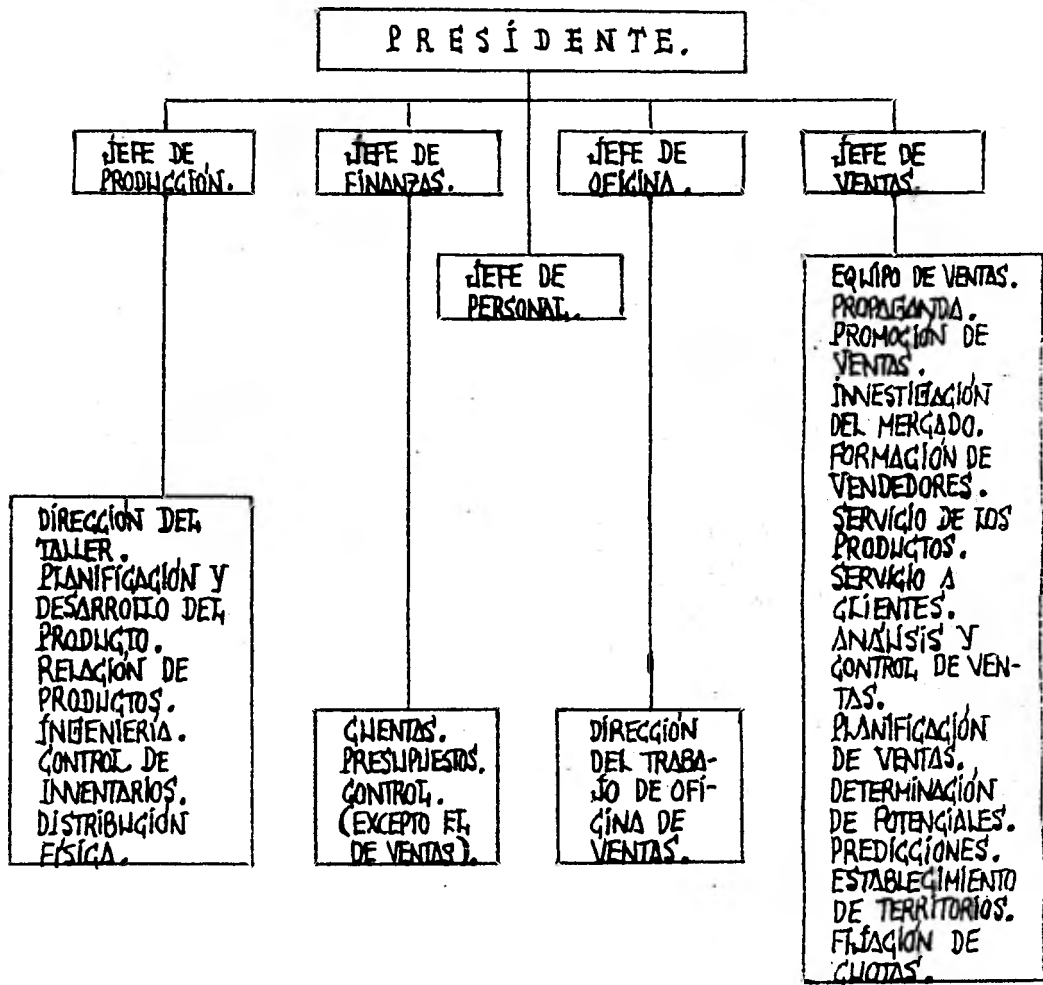 PRESÍDENTE.
JEFE DE
PRODUCCIÓN.
JEFE DE
FINANZAS.
JEFE DE
OFICINA.
JEFE DE
VENTAS.
JEFE DE
PERSONAL.
DIRECCIÓN DEL
TALLER.
PLANIFICACIÓN Y
DESARROLLO DEL
PRODUCTO.
RELACIÓN DE
PRODUCTOS.
INGENIERÍA.
CONTROL DE
INVENTARIOS.
DISTRIBUCIÓN
FÍSICA.
CUENTAS.
PRESUPUESTOS.
CONTROL.
(EXCEPTO EL
DE VENTAS).
DIRECCIÓN
DEL TRABA-
JO DE OFI-
CINA DE
VENTAS.
EQUIPO DE VENTAS.
PROPAGANDA.
PROMOCIÓN DE
VENTAS.
INVESTIGACIÓN
DEL MERCADO.
FORMACIÓN DE
VENDEDORES.
SERVICIO DE LOS
PRODUCTOS.
SERVICIO A
CLIENTES.
ANÁLISIS Y
CONTROL DE VEN-
TAS.
PLANIFICACIÓN
DE VENTAS.
DETERMINACIÓN
DE POTENCIALES.
PREDICCIONES.
ESTABLECIMIENTO
DE TERRITORIOS.
FIJACIÓN DE
CUOTAS.